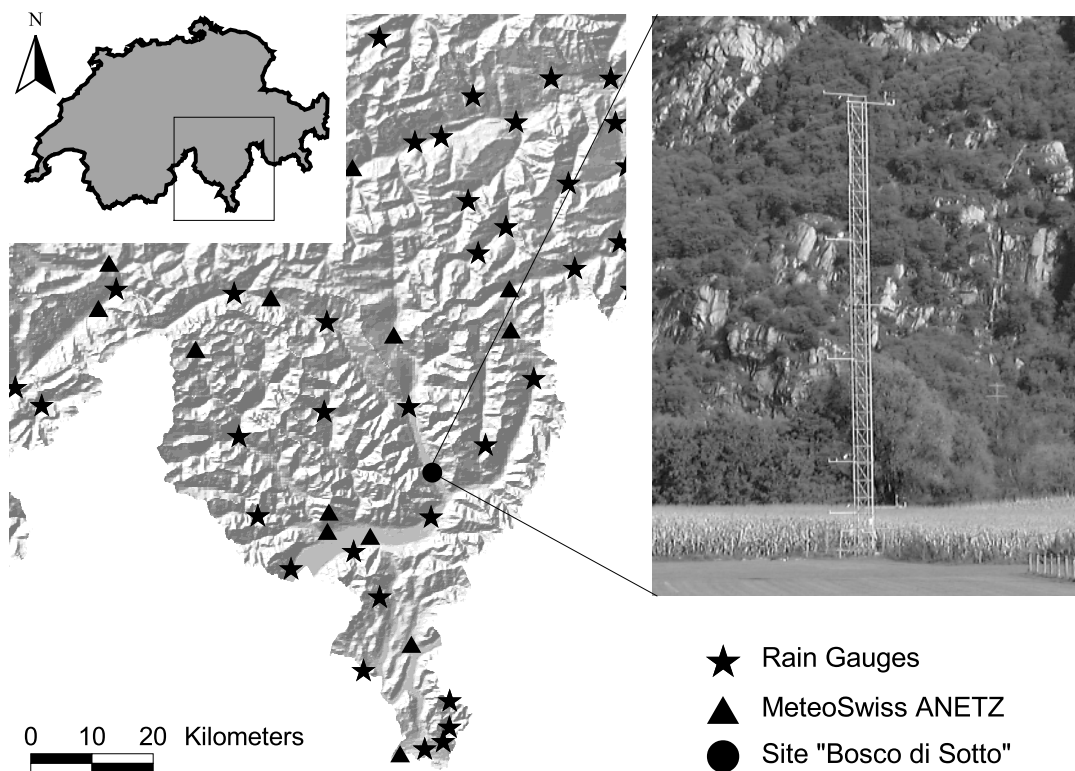 N
Rain Gauges
MeteoSwiss ANETZ
Site "Bosco di Sotto"
0 10 20 Kilometers